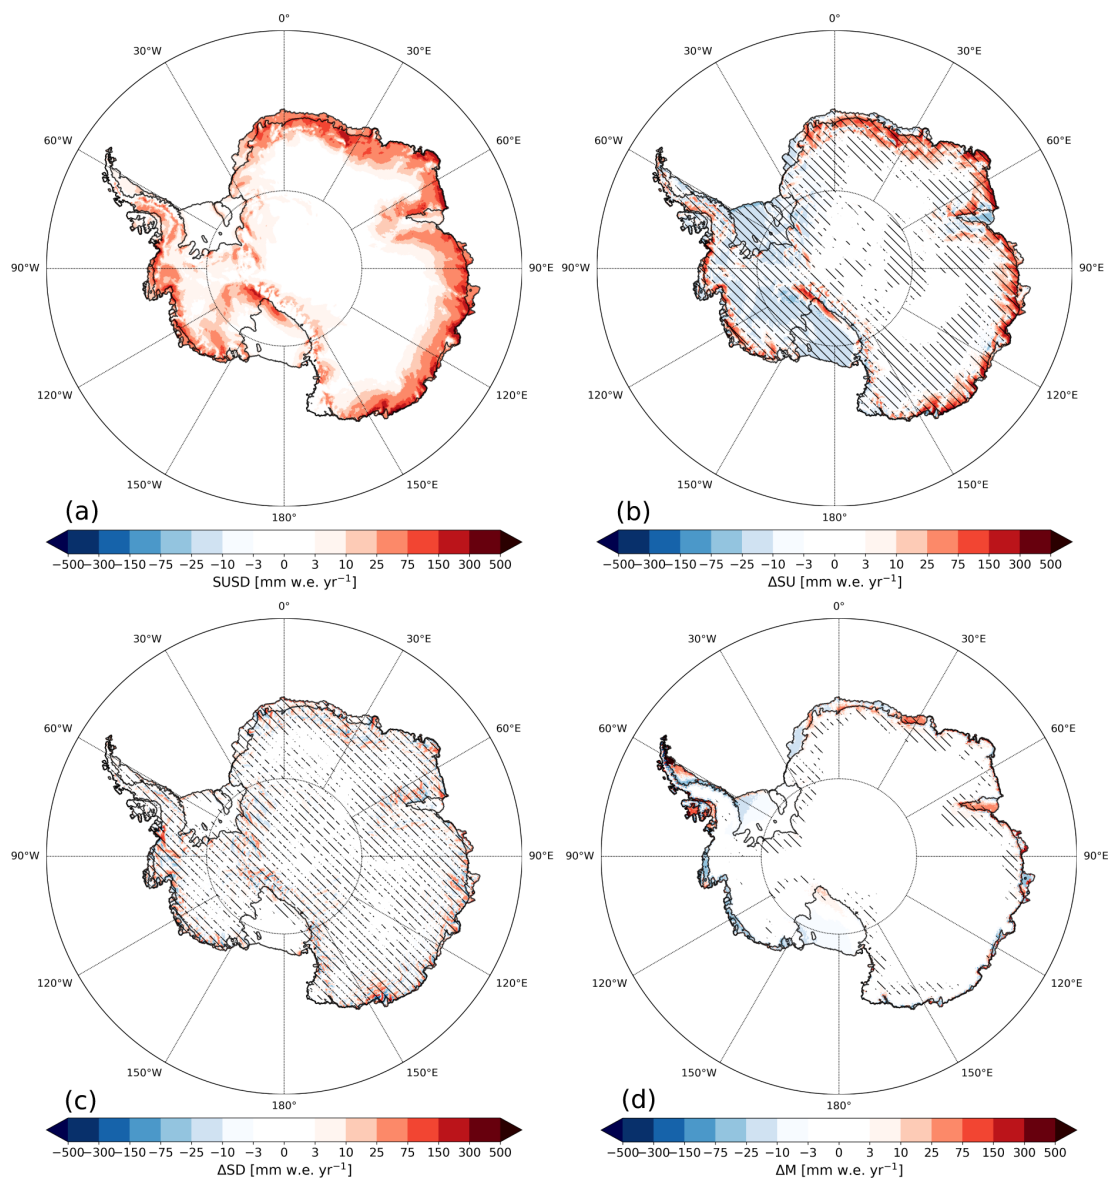 0° 0°
30°W 30°E 30°W 30°E
60°W 60°E 60°W 60°E
90°W 90°E 90°W 90°E
120°W 120°E 120°W 120°E
150°W 150°E 150°W 150°E
(a) 180° (b) 180°
−500 −300 −150 −75 −25 −10 −3 0 3 10 25 75 150 300 500 −500 −300 −150 −75 −25 −10 −3 0 3 10 25 75 150 300 500
SUSD [mm w.e. yr⁻¹] ΔSU [mm w.e. yr⁻¹]
0° 0°
30°W 30°E 30°W 30°E
60°W 60°E 60°W 60°E
90°W 90°E 90°W 90°E
120°W 120°E 120°W 120°E
150°W 150°E 150°W 150°E
(c) 180° (d) 180°
−500 −300 −150 −75 −25 −10 −3 0 3 10 25 75 150 300 500 −500 −300 −150 −75 −25 −10 −3 0 3 10 25 75 150 300 500
ΔSD [mm w.e. yr⁻¹] ΔM [mm w.e. yr⁻¹]